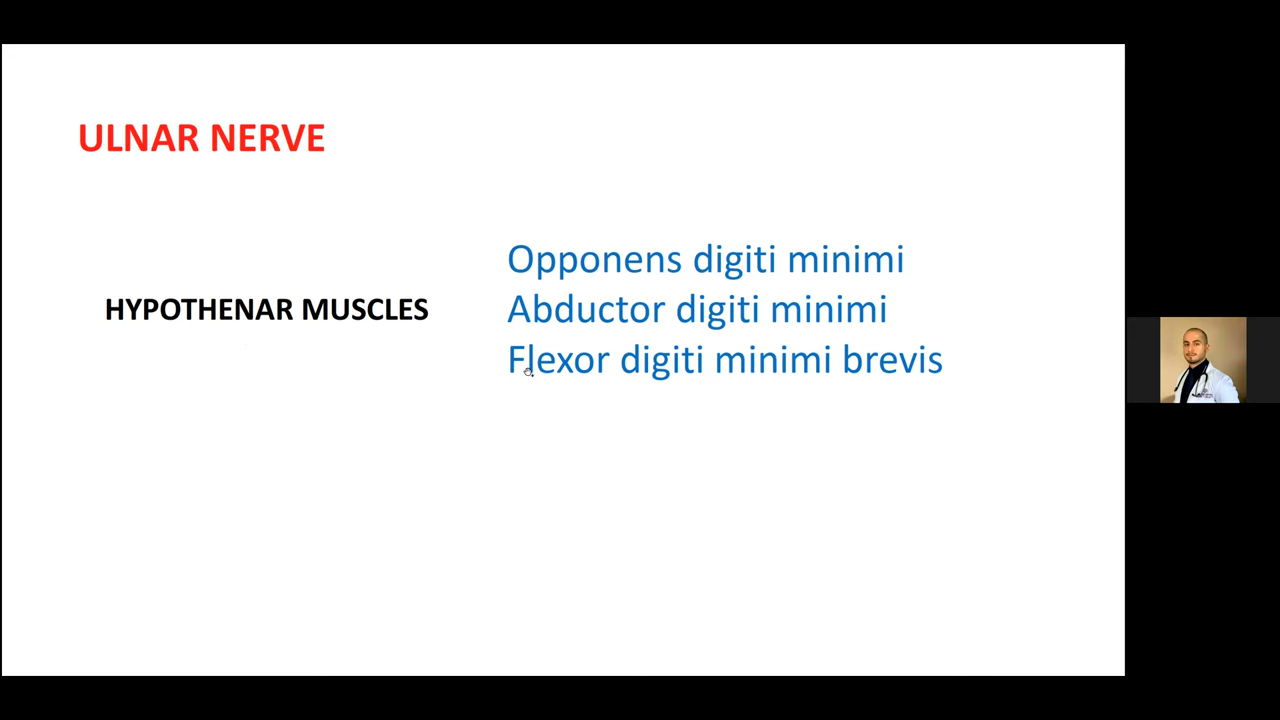 ULNAR NERVE
HYPOTHENAR MUSCLES
Opponens digiti minimi
Abductor digiti minimi
Flexor digiti minimi brevis